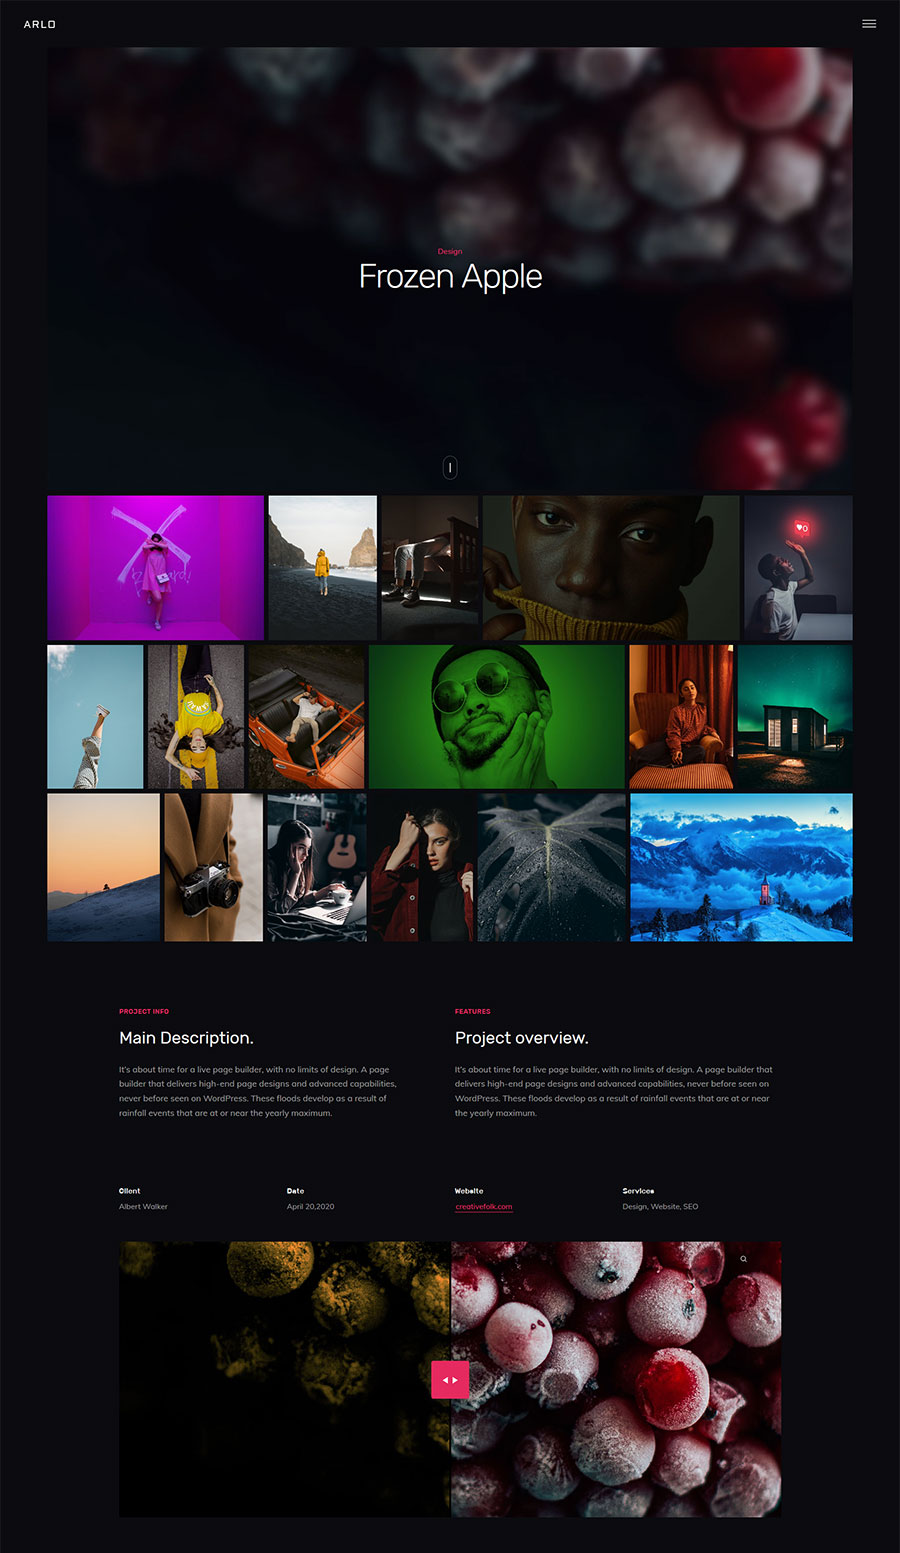 ARLO
Design
Frozen Apple
0
PROJECT INFO
Main Description.
It's about time for a live page builder, with no limits of design. A page
builder that delivers high-end page designs and advanced capabilities,
never before seen on WordPress. These floods develop as a result of
rainfall events that are at or near the yearly maximum.
FEATURES
Project overview.
It's about time for a live page builder, with no limits of design. A page builder that
delivers high-end page designs and advanced capabilities, never before seen on
WordPress. These floods develop as a result of rainfall events that are at or near
the yearly maximum.
Client
Albert Walker
Date
April 20,2020
Website
creativefolk.com
Services
Design, Website, SEO